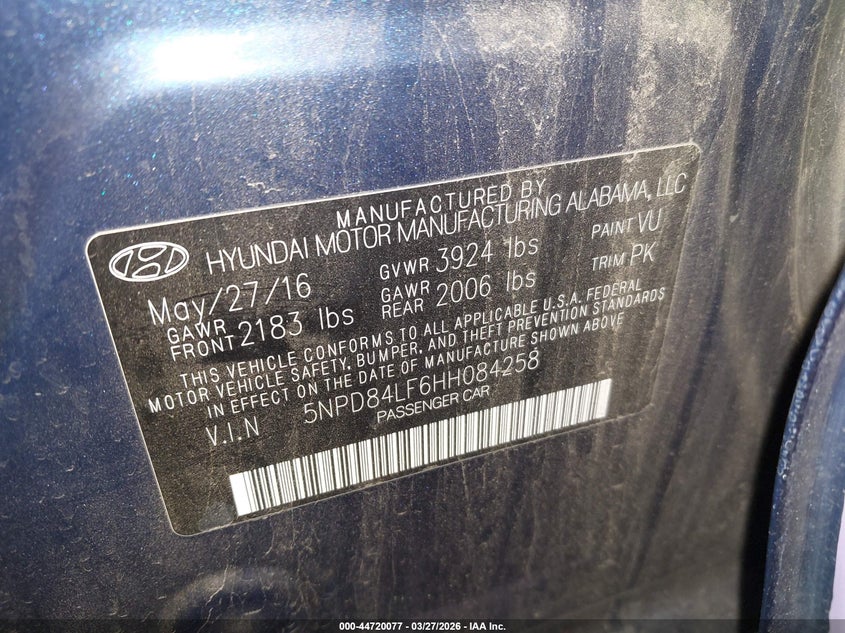 MANUFACTURED BY
HYUNDAI MOTOR MANUFACTURING ALABAMA, LLC
May/27/16 GVWR 3924 lbs PAINT VU
GAWR FRONT 2183 lbs GAWR REAR 2006 lbs TRIM PK
THIS VEHICLE CONFORMS TO ALL APPLICABLE U.S.A. FEDERAL
MOTOR VEHICLE SAFETY, BUMPER, AND THEFT PREVENTION STANDARDS
IN EFFECT ON THE DATE OF MANUFACTURE SHOWN ABOVE
V.I.N 5NPD84LF6HH084258
PASSENGER CAR
000-44720077 — 03/27/2026 — IAA Inc.